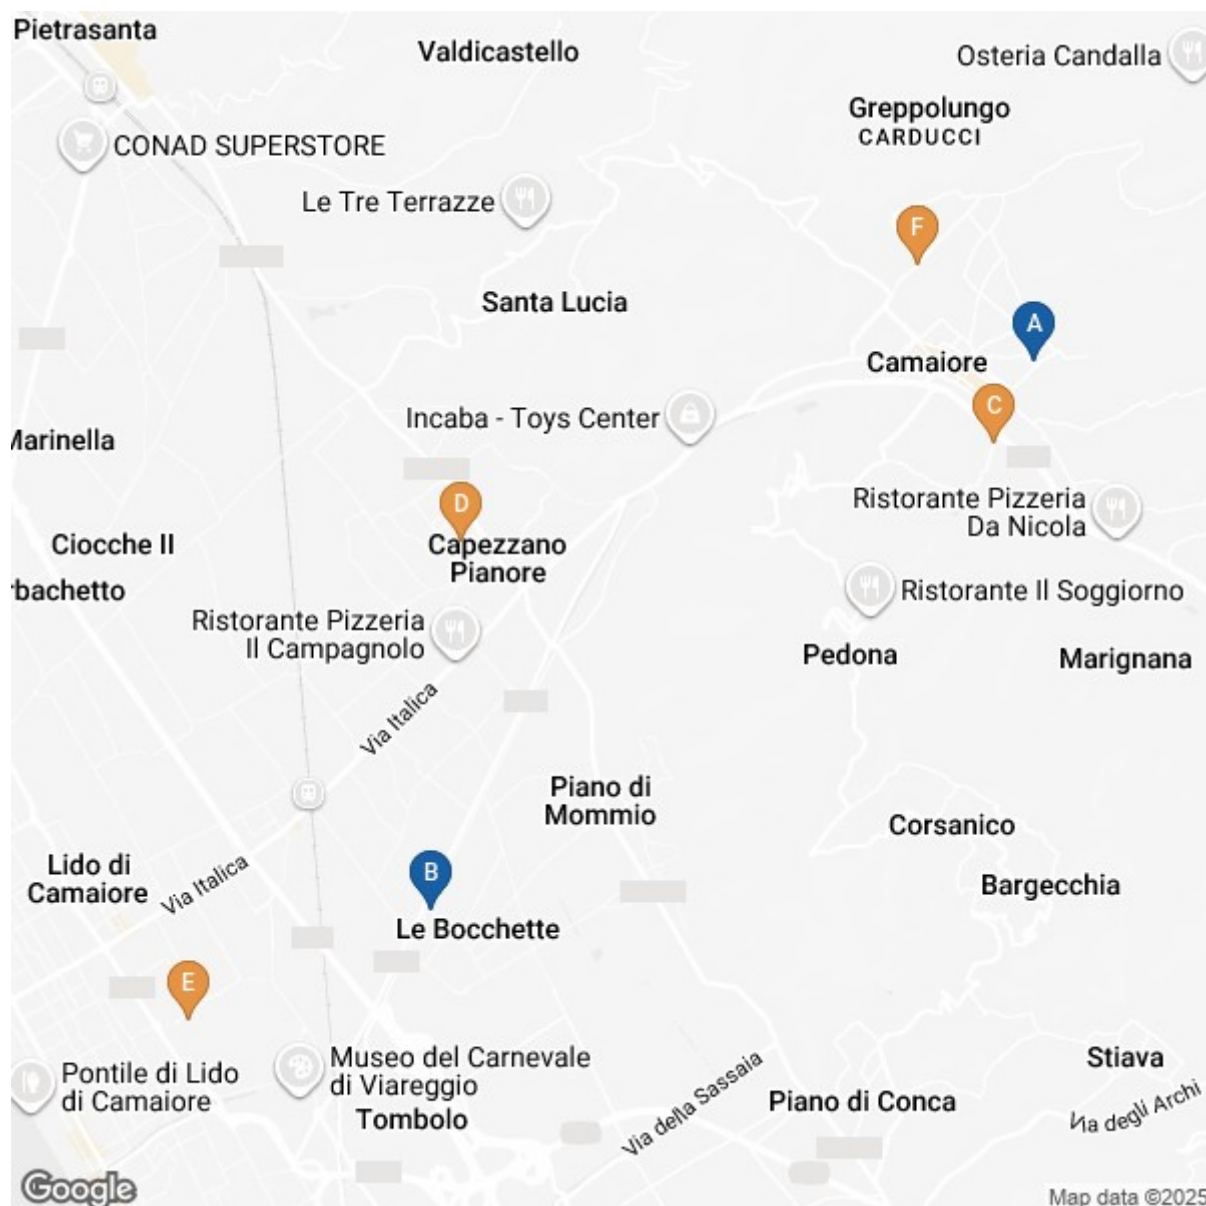 Pietrasanta
Valdicastello
Osteria Candalla
Greppolungo
CARDUCCI
CONAD SUPERSTORE
Le Tre Terrazze
F
Santa Lucia
A
Camaiore
C
Incaba - Toys Center
Marinella
D
Ristorante Pizzeria
Da Nicola
Ciocche II
Capezzano
Pianore
rbachetto
Ristorante Il Soggiorno
Ristorante Pizzeria
Il Campagnolo
Pedona
Marignana
Via Italica
Piano di
Mommio
Corsanico
Lido di
Camaiore
Via Italica
B
Bargecchia
Le Bocchette
E
Pontile di Lido
di Camaiore
Museo del Carnevale
di Viareggio
Tombolo
Via della Sassaia
Stiava
Piano di Conca
Via degli Archi
Google
Map data ©2025